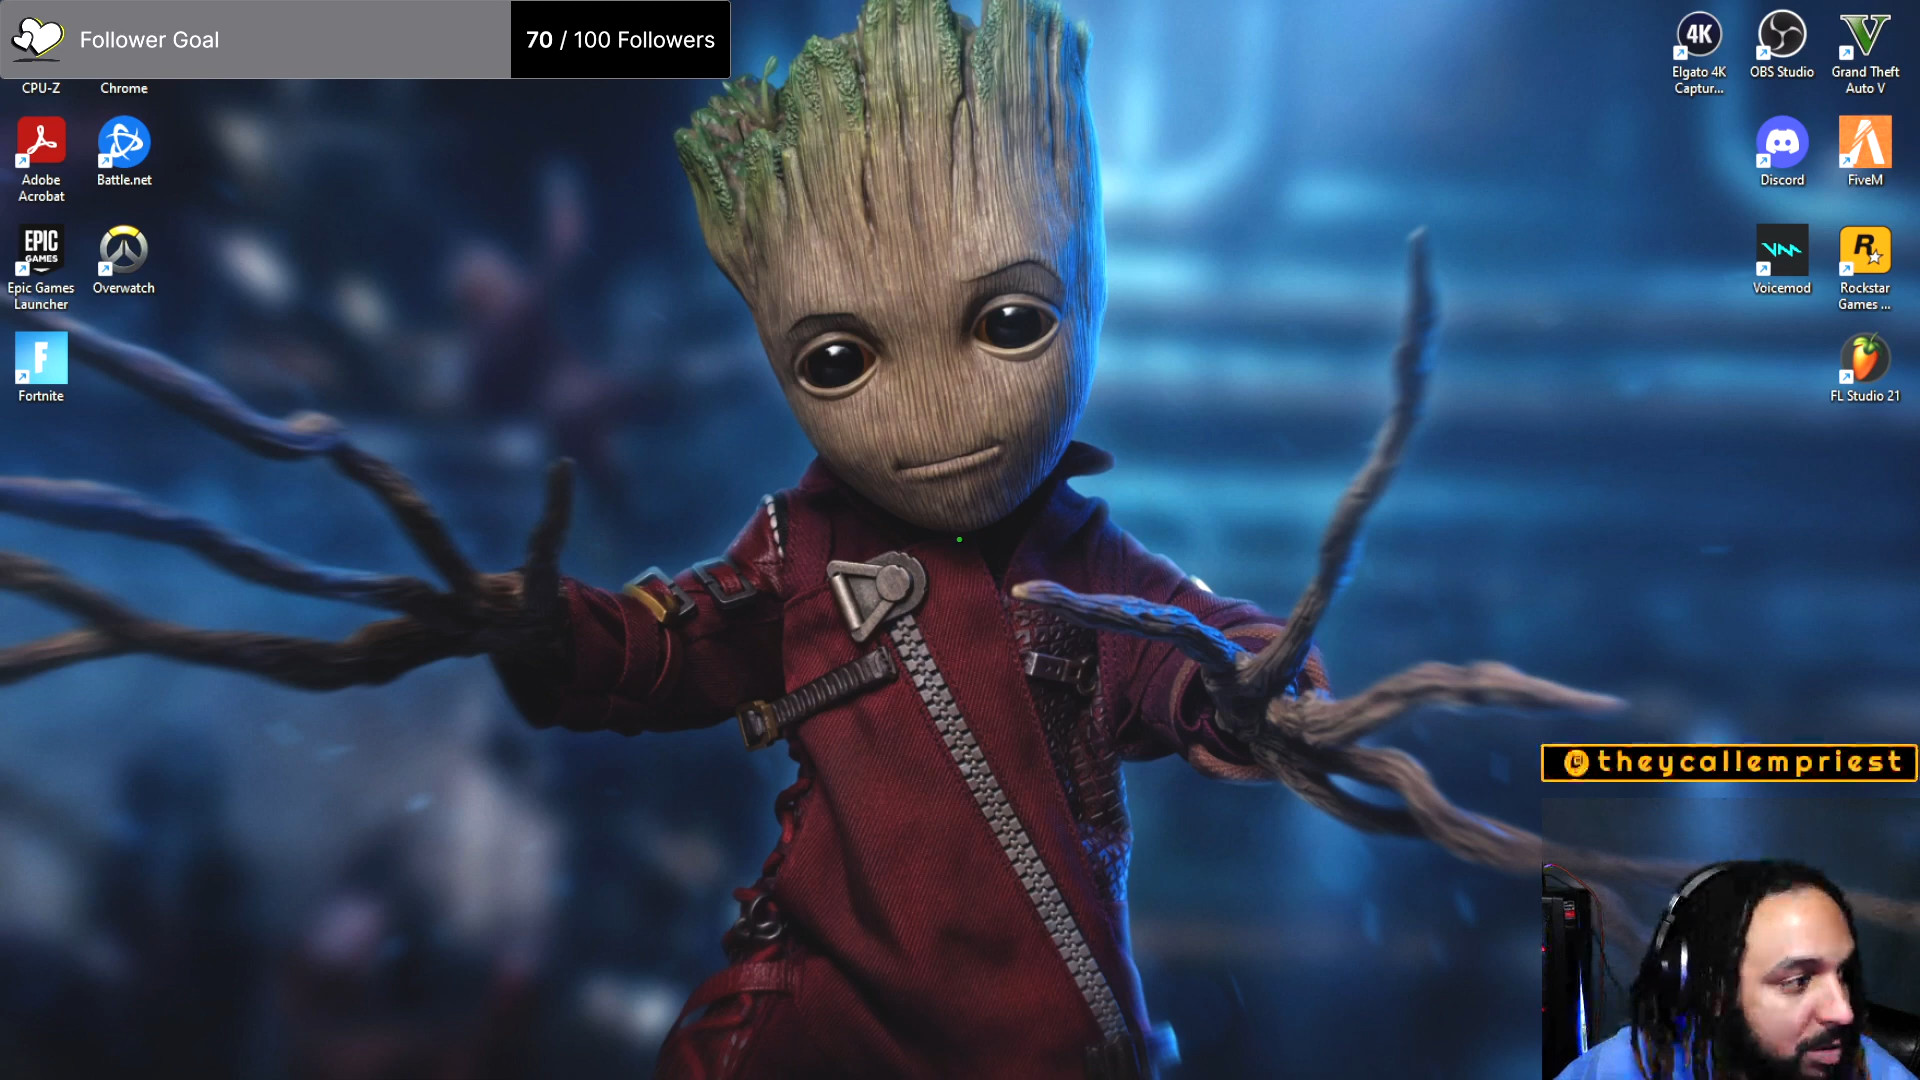 Follower Goal
70 / 100 Followers
CPU-Z
Chrome
Adobe
Acrobat
Battle.net
EPIC
GAMES
Epic Games
Launcher
Overwatch
F
Fortnite
4K
Elgato 4K
Captur...
OBS Studio
V
Grand Theft
Auto V
Discord
FiveM
VM
Voicemod
R
Rockstar
Games ...
FL Studio 21
theycallempriest